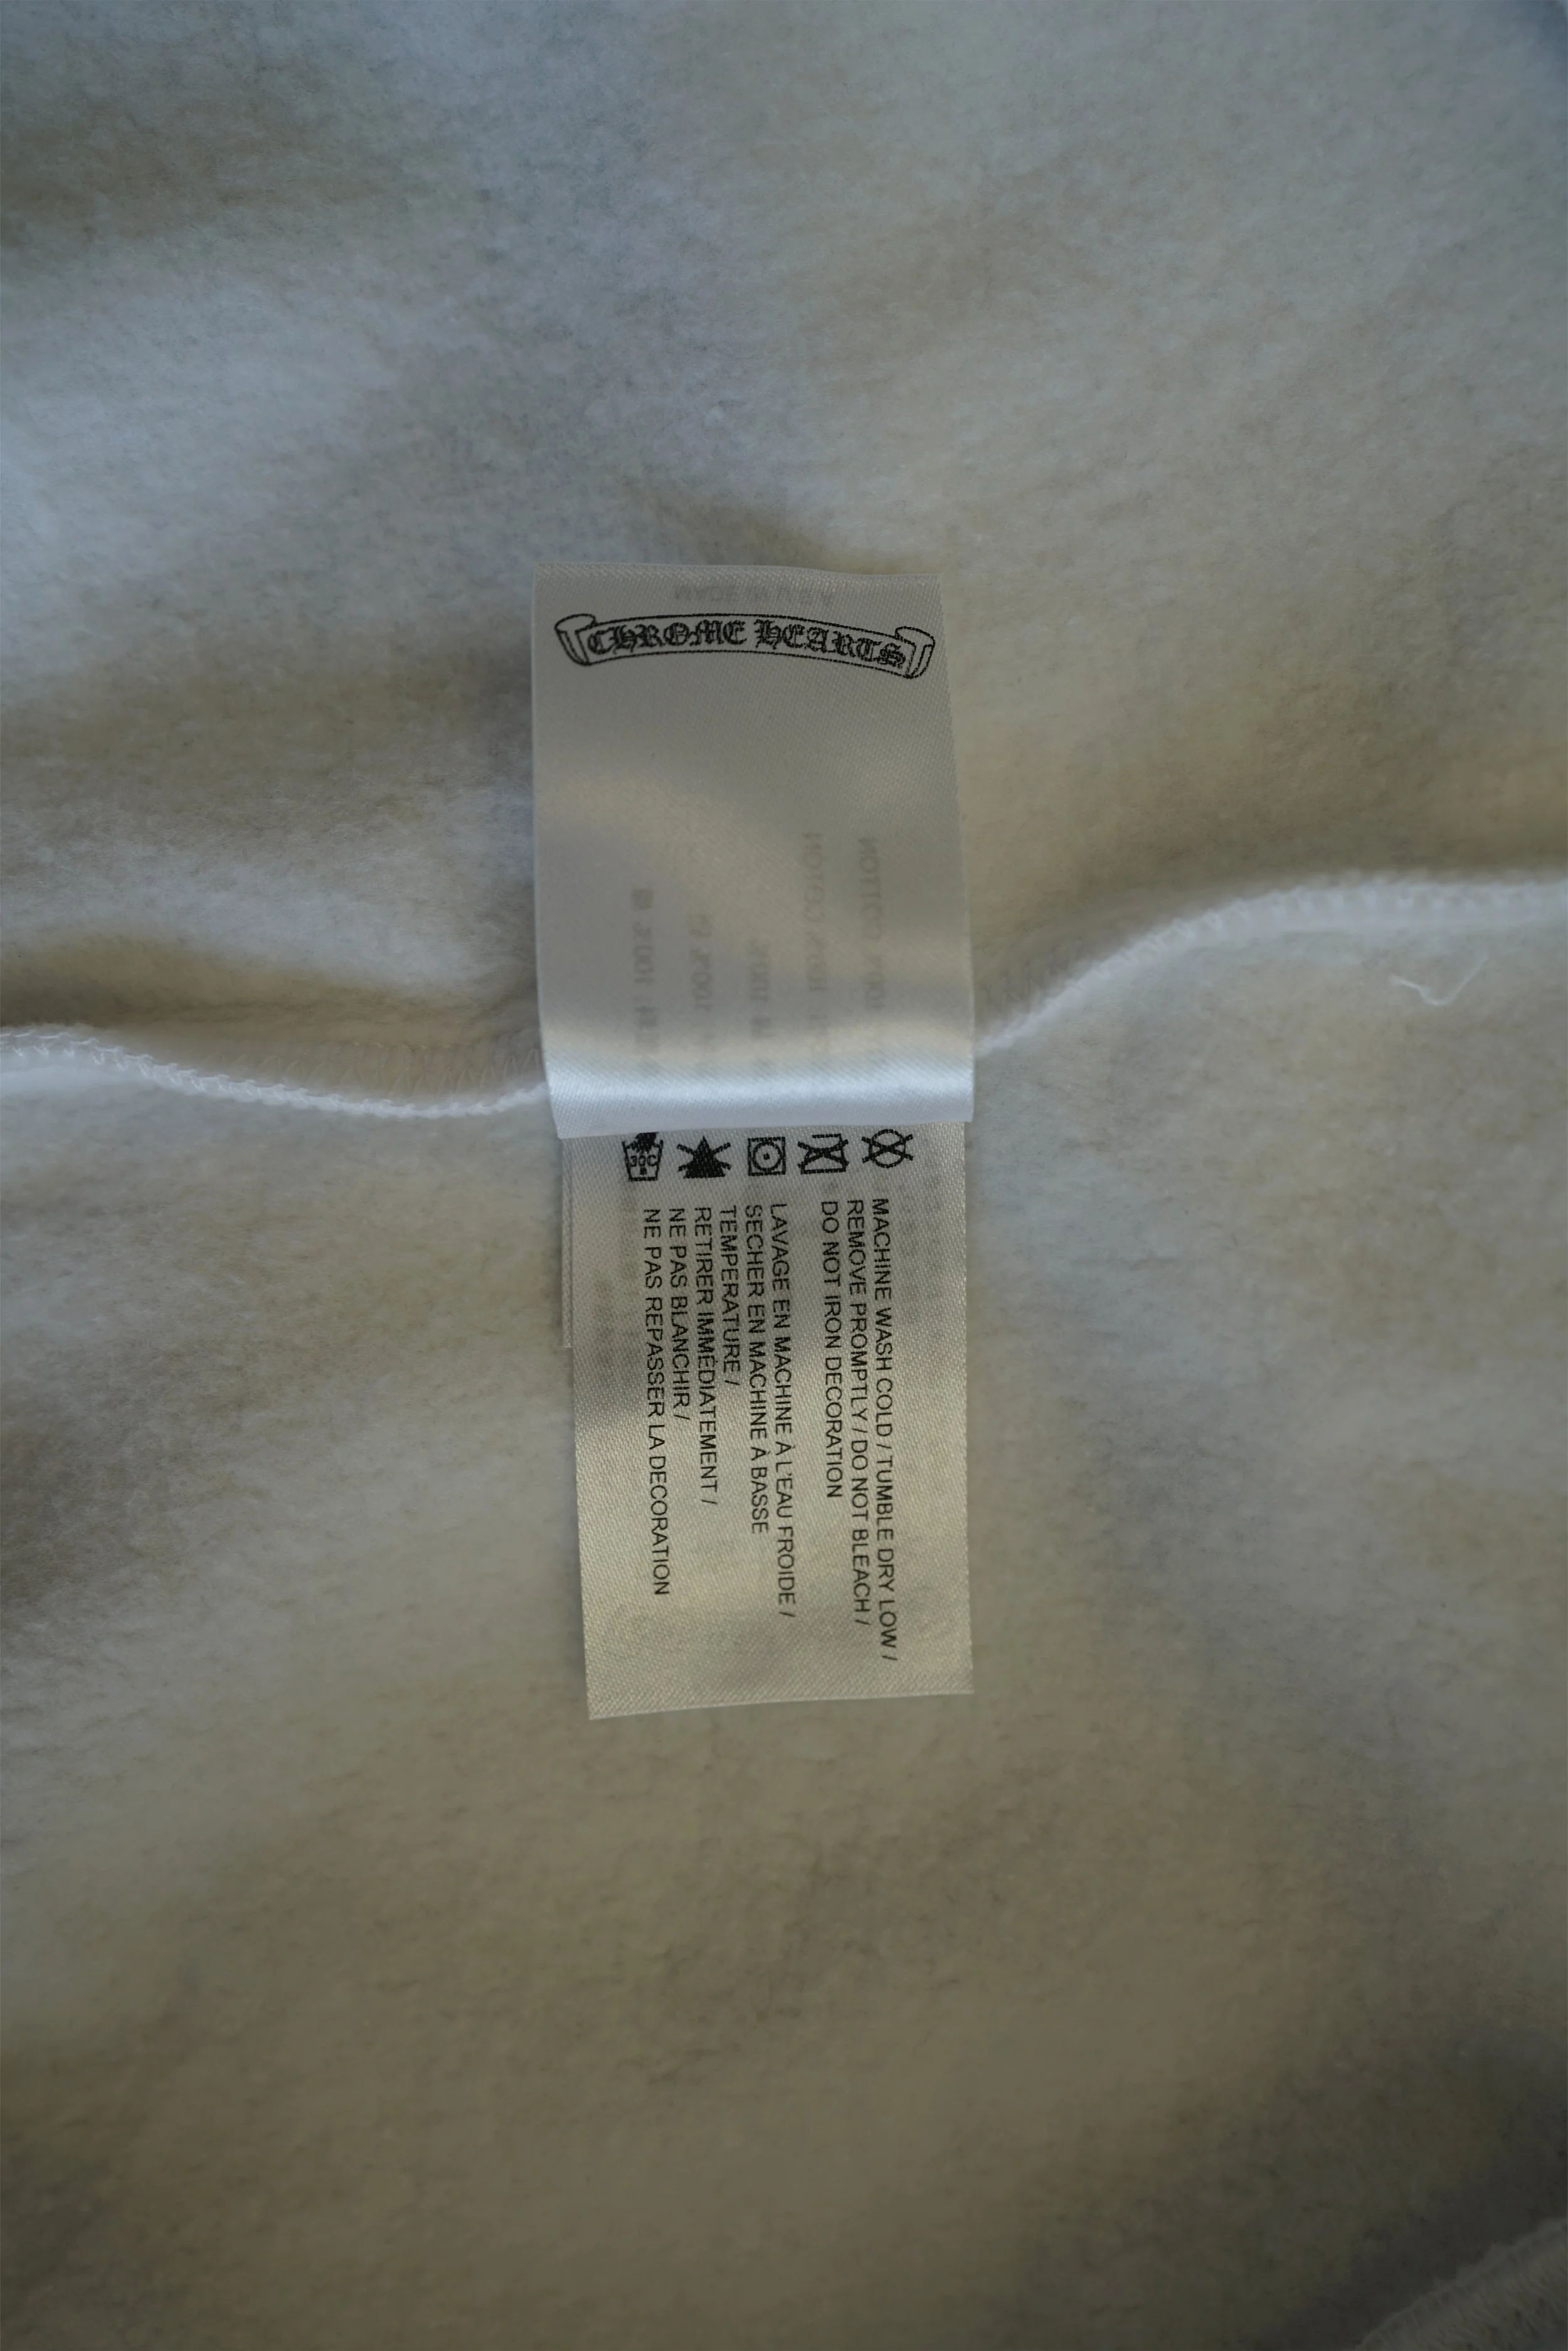 CHROME HEARTS
MACHINE WASH COLD / TUMBLE DRY LOW /
REMOVE PROMPTLY / DO NOT BLEACH /
DO NOT IRON DECORATION
LAVAGE EN MACHINE À L'EAU FROIDE /
SECHER EN MACHINE À BASSE
TEMPERATURE /
RETIRER IMMÉDIATEMENT /
NE PAS BLANCHIR /
NE PAS REPASSER LA DECORATION